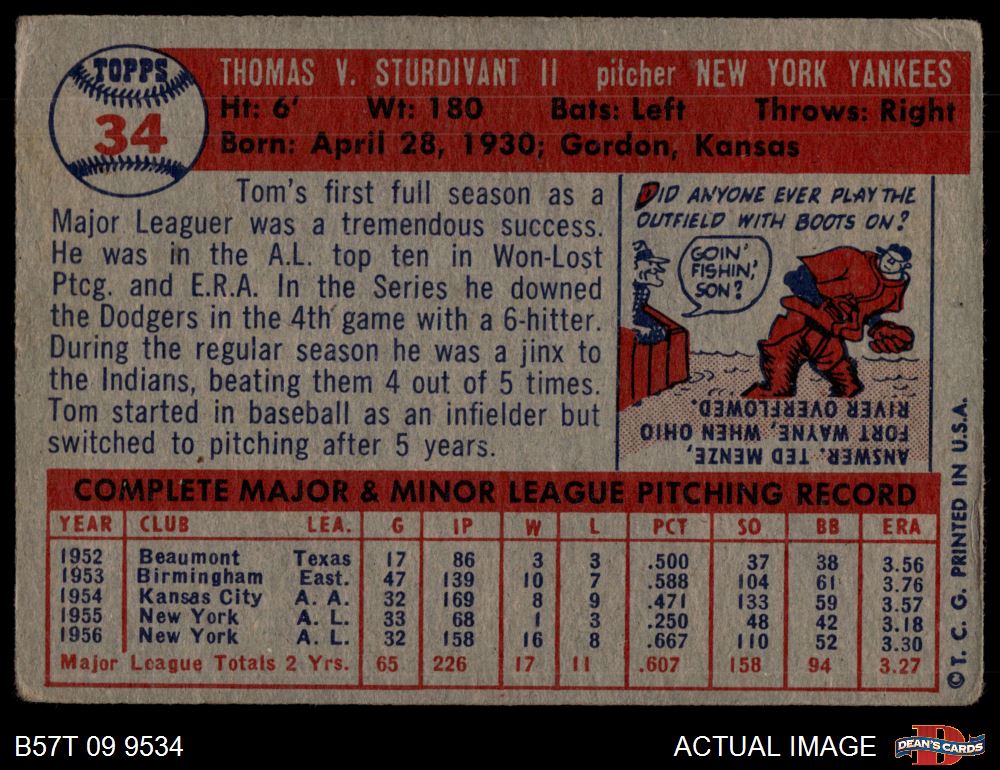 TOPPS
34
THOMAS V. STURDIVANT II pitcher NEW YORK YANKEES
Ht: 6' Wt: 180 Bats: Left Throws: Right
Born: April 28, 1930; Gordon, Kansas
Tom's first full season as a
Major Leaguer was a tremendous success.
He was in the A.L. top ten in Won-Lost
Ptcg. and E.R.A. In the Series he downed
the Dodgers in the 4th game with a 6-hitter.
During the regular season he was a jinx to
the Indians, beating them 4 out of 5 times.
Tom started in baseball as an infielder but
switched to pitching after 5 years.
DID ANYONE EVER PLAY THE
OUTFIELD WITH BOOTS ON?
GOIN'
FISHIN,'
SON?
ANSWER. TED MENZE,
FORT WAYNE, WHEN OHIO
RIVER OVERFLOWED.
COMPLETE MAJOR & MINOR LEAGUE PITCHING RECORD
YEAR CLUB LEA. G IP W L PCT SO BB ERA
1952 Beaumont Texas 17 86 3 3 .500 37 38 3.56
1953 Birmingham East. 47 139 10 7 .588 104 61 3.76
1954 Kansas City A. A. 32 169 8 9 .471 133 59 3.57
1955 New York A. L. 33 68 1 3 .250 48 42 3.18
1956 New York A. L. 32 158 16 8 .667 110 52 3.30
Major League Totals 2 Yrs. 65 226 17 11 .607 158 94 3.27
© T. C. G. PRINTED IN U.S.A.
B57T 09 9534
ACTUAL IMAGE
D
DEAN'S CARDS